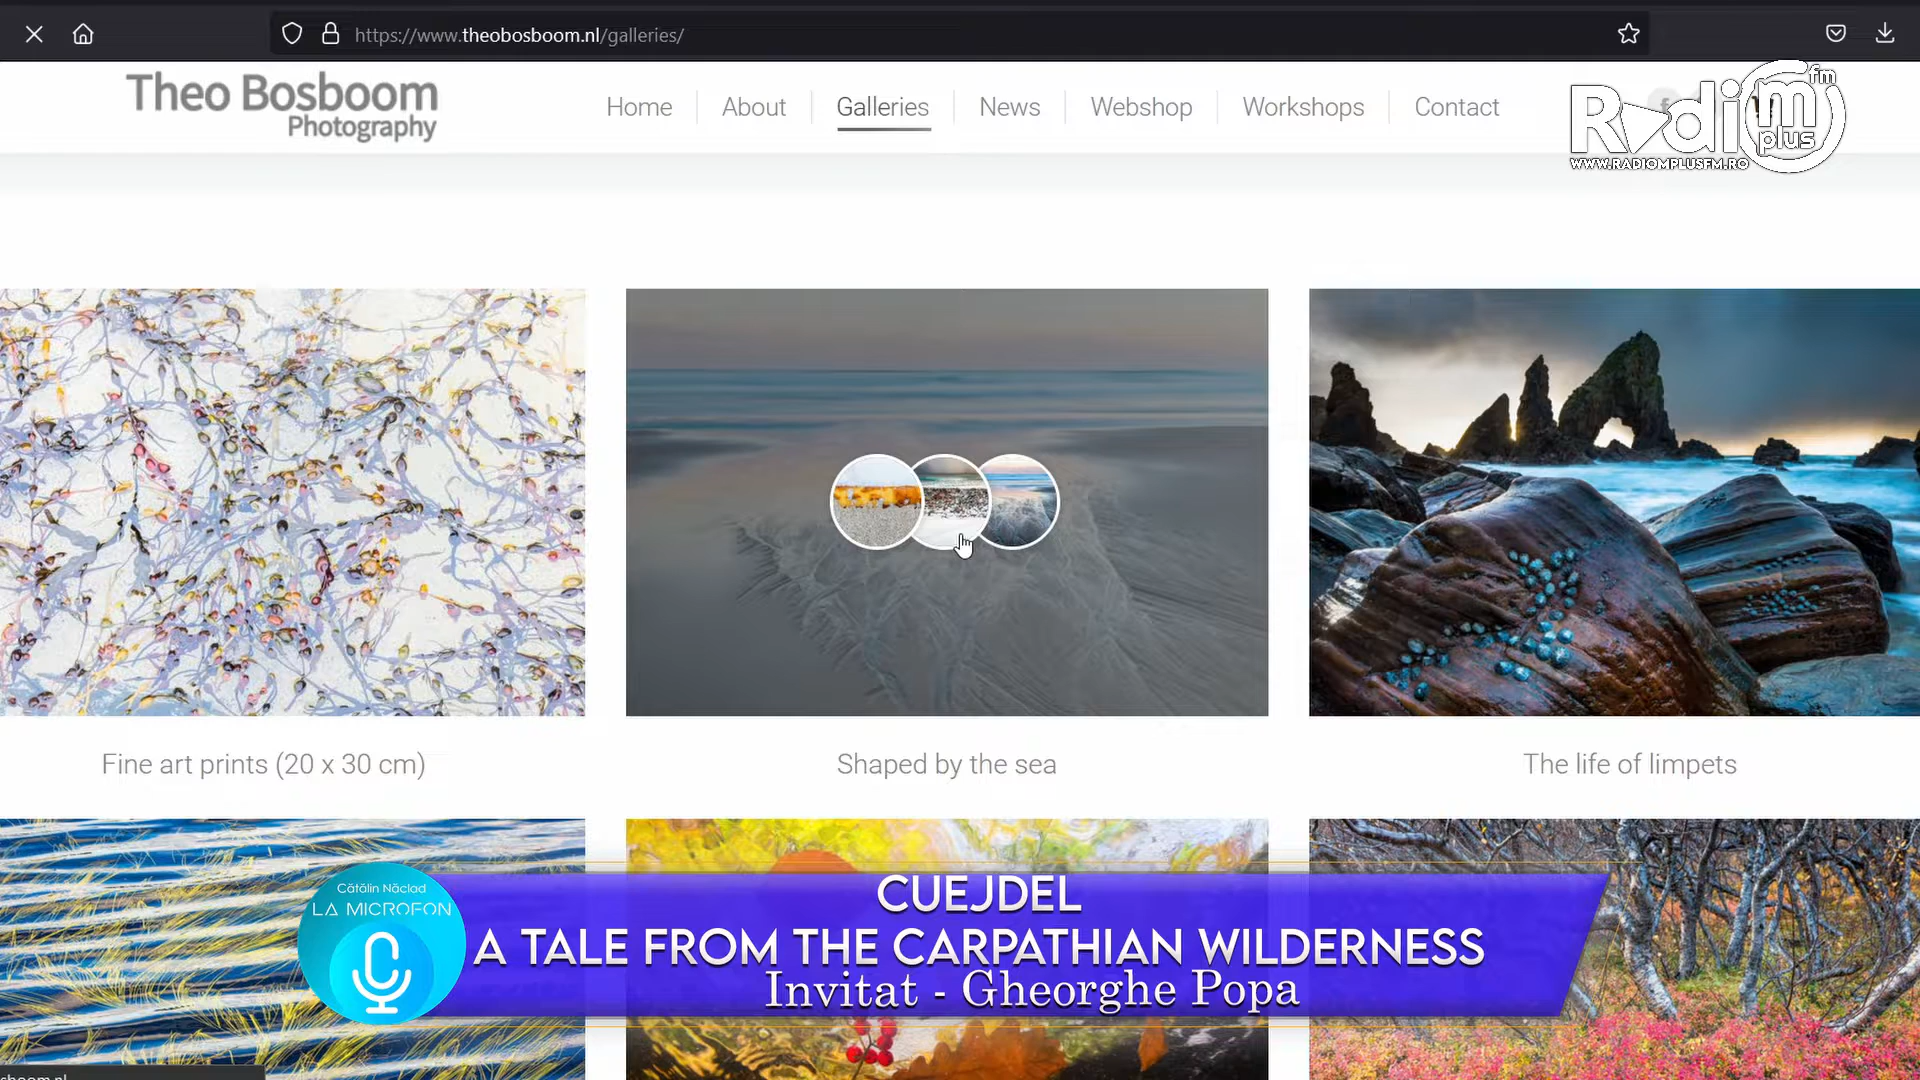 https://www.theobosboom.nl/galleries/
Theo Bosboom
Photography
Home
About
Galleries
News
Webshop
Workshops
Contact
Radio
m
fm
plus
WWW.RADIOMPLUSFM.RO
Fine art prints (20 x 30 cm)
Shaped by the sea
The life of limpets
Cătălin Năclad
LA MICROFON
CUEJDEL
A TALE FROM THE CARPATHIAN WILDERNESS
Invitat - Gheorghe Popa